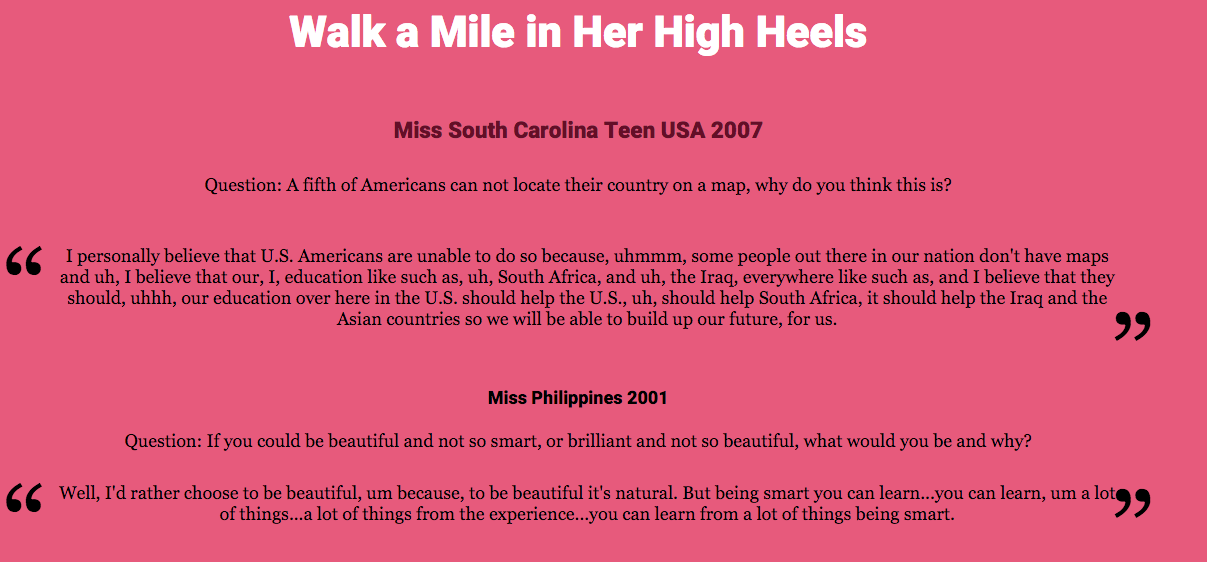 Walk a Mile in Her High Heels
Miss South Carolina Teen USA 2007
Question: A fifth of Americans can not locate their country on a map, why do you think this is?
“ I personally believe that U.S. Americans are unable to do so because, uhmmm, some people out there in our nation don't have maps
and uh, I believe that our, I, education like such as, uh, South Africa, and uh, the Iraq, everywhere like such as, and I believe that they
should, uhhh, our education over here in the U.S. should help the U.S., uh, should help South Africa, it should help the Iraq and the
Asian countries so we will be able to build up our future, for us. ”
Miss Philippines 2001
Question: If you could be beautiful and not so smart, or brilliant and not so beautiful, what would you be and why?
“ Well, I'd rather choose to be beautiful, um because, to be beautiful it's natural. But being smart you can learn...you can learn, um a lot
of things...a lot of things from the experience...you can learn from a lot of things being smart. ”